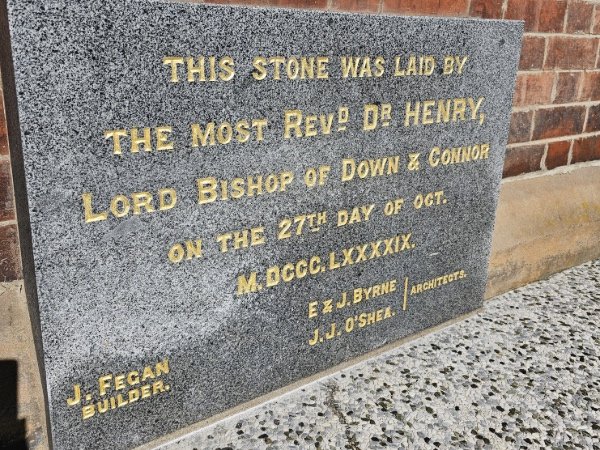 THIS STONE WAS LAID BY
THE MOST REVD DR HENRY,
LORD BISHOP OF DOWN & CONNOR
ON THE 27TH DAY OF OCT.
M.DCCC.LXXXXIX.
E & J. BYRNE
J. J. O'SHEA.
ARCHITECTS.
J. FEGAN
BUILDER.